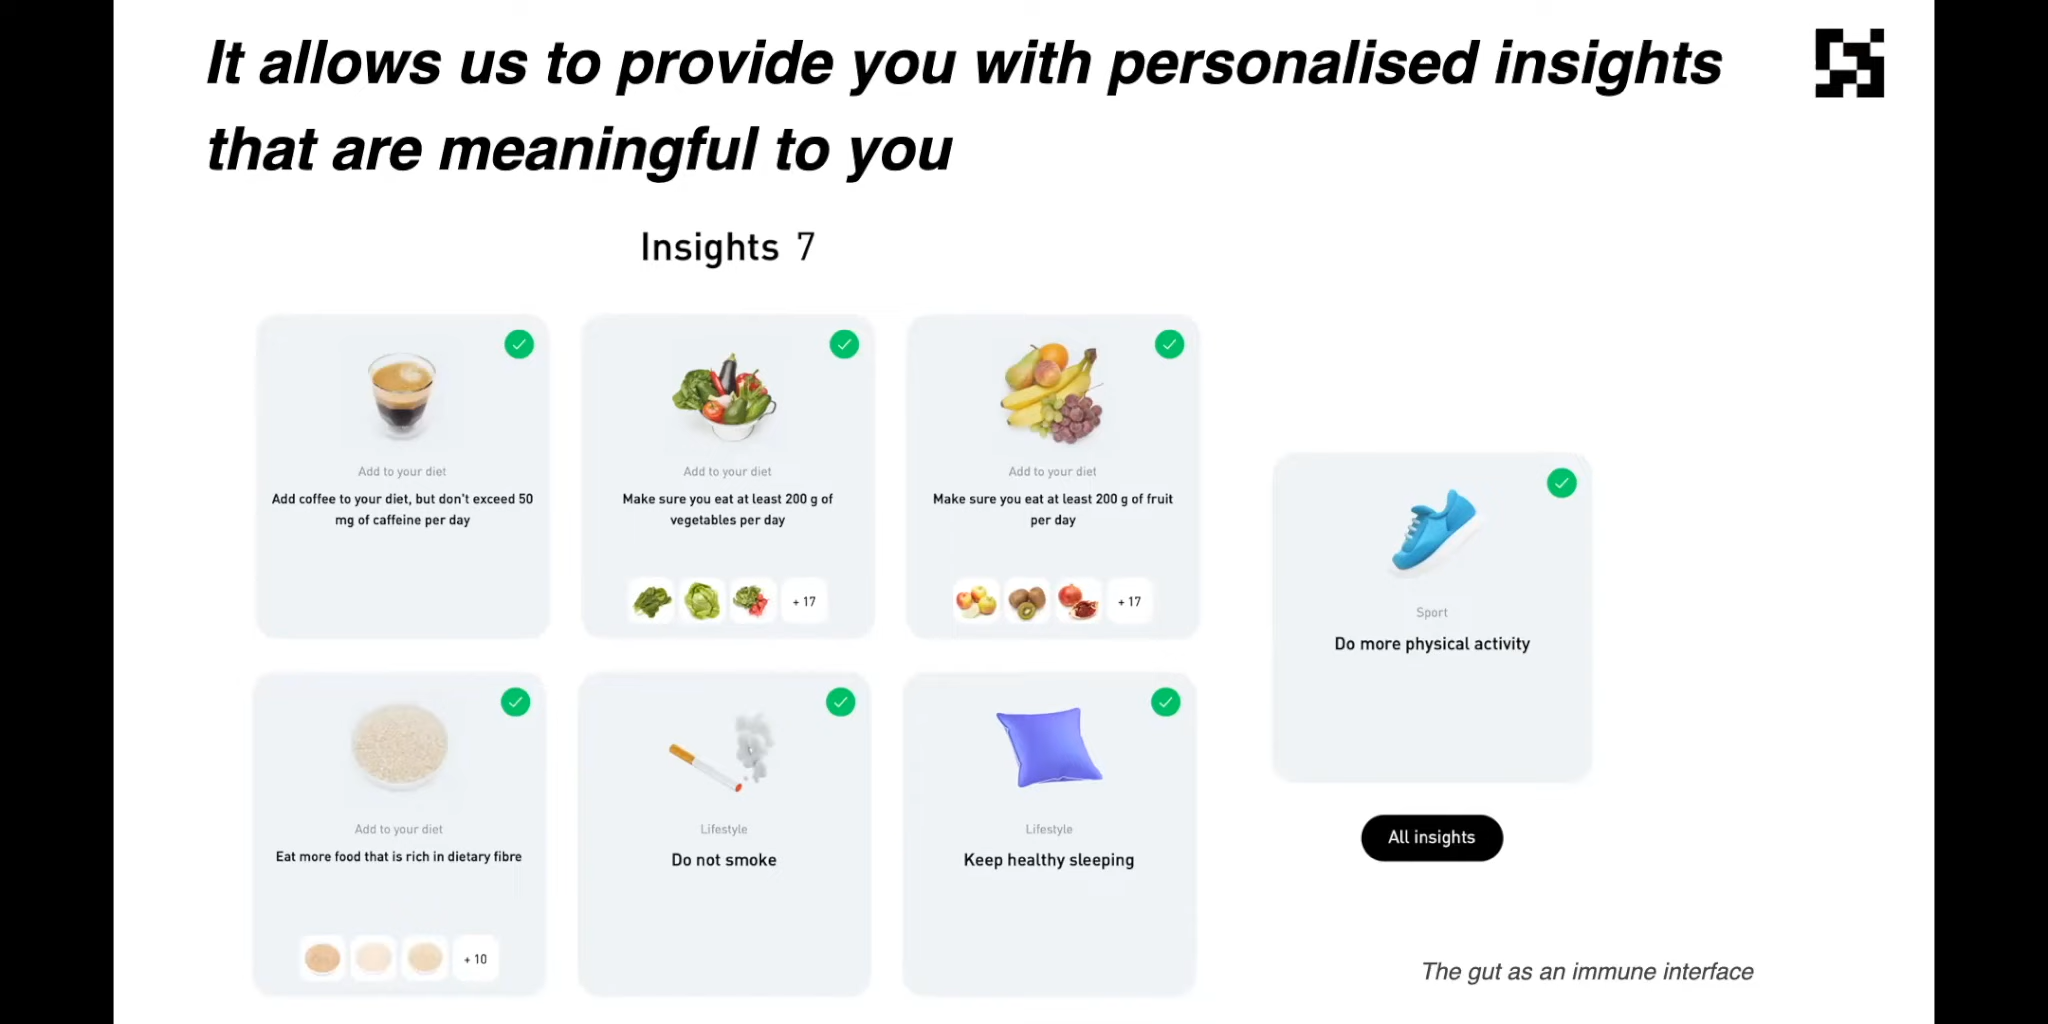 It allows us to provide you with personalised insights
that are meaningful to you
Insights 7
Add to your diet
Add coffee to your diet, but don't exceed 50
mg of caffeine per day
Add to your diet
Make sure you eat at least 200 g of
vegetables per day
+ 17
Add to your diet
Make sure you eat at least 200 g of fruit
per day
+ 17
Sport
Do more physical activity
Add to your diet
Eat more food that is rich in dietary fibre
+ 10
Lifestyle
Do not smoke
Lifestyle
Keep healthy sleeping
All insights
The gut as an immune interface